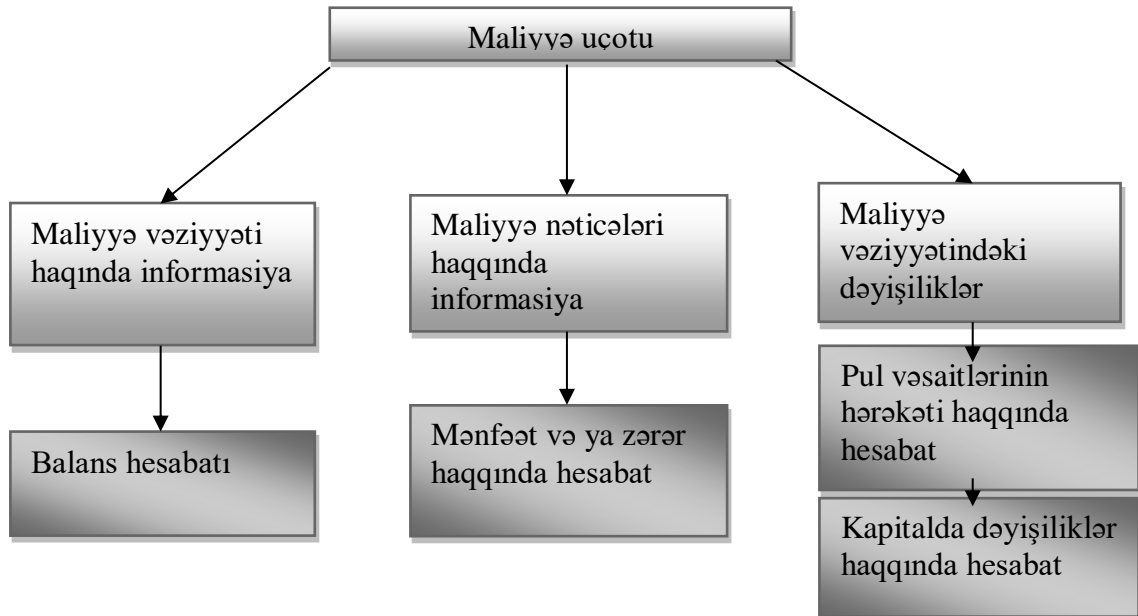 Maliyyə uçotu
Maliyyə vəziyyəti
haqında informasiya
Maliyyə nəticələri
haqqında
informasiya
Maliyyə
vəziyyətindəki
dəyişiliklər
Balans hesabatı
Mənfəət və ya zərər
haqqında hesabat
Pul vəsaitlərinin
hərəkəti haqqında
hesabat
Kapitalda dəyişiliklər
haqqında hesabat